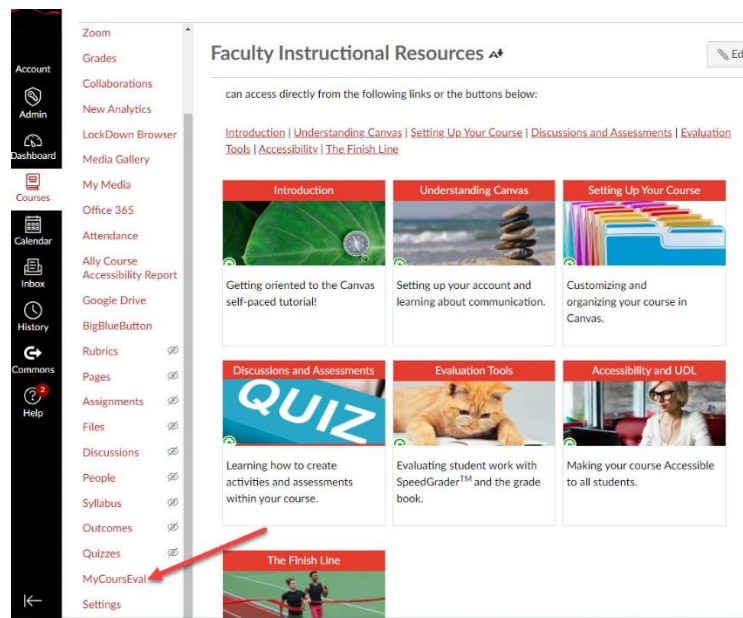 Account
Admin
Dashboard
Courses
Calendar
Inbox
History
Commons
2
Help
Zoom
Grades
Collaborations
New Analytics
LockDown Browser
Media Gallery
My Media
Office 365
Attendance
Ally Course
Accessibility Report
Google Drive
BigBlueButton
Rubrics
Pages
Assignments
Files
Discussions
People
Syllabus
Outcomes
Quizzes
MyCoursEval
Settings
Faculty Instructional Resources A
Ed
can access directly from the following links or the buttons below:
Introduction | Understanding Canvas | Setting Up Your Course | Discussions and Assessments | Evaluation
Tools | Accessibility | The Finish Line
Introduction
Getting oriented to the Canvas
self-paced tutorial!
Understanding Canvas
Setting up your account and
learning about communication.
Setting Up Your Course
Customizing and
organizing your course in
Canvas.
Discussions and Assessments
QUIZ
Learning how to create
activities and assessments
within your course.
Evaluation Tools
Evaluating student work with
SpeedGrader™ and the grade
book.
Accessibility and UDL
Making your course Accessible
to all students.
The Finish Line